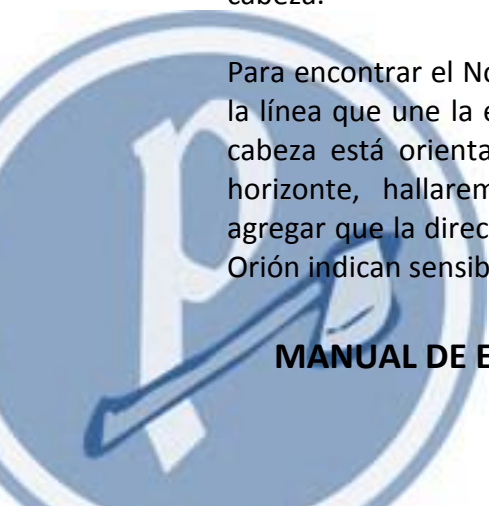 cabeza.
Para encontrar el No
la línea que une la e
cabeza está orienta
horizonte, hallarem
agregar que la direc
Orión indican sensib
MANUAL DE E
p